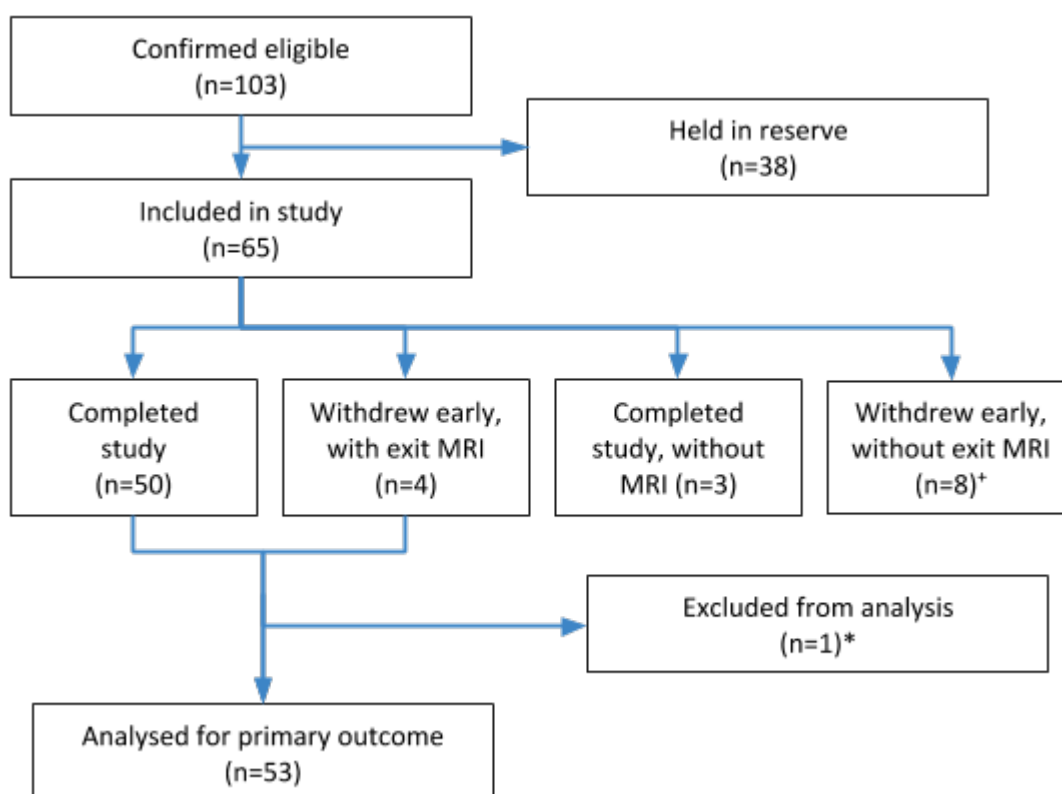 Confirmed eligible
(n=103)
Held in reserve
(n=38)
Included in study
(n=65)
Completed
study
(n=50)
Withdrew early,
with exit MRI
(n=4)
Completed
study, without
MRI (n=3)
Withdrew early,
without exit MRI
(n=8)⁺
Excluded from analysis
(n=1)*
Analysed for primary outcome
(n=53)